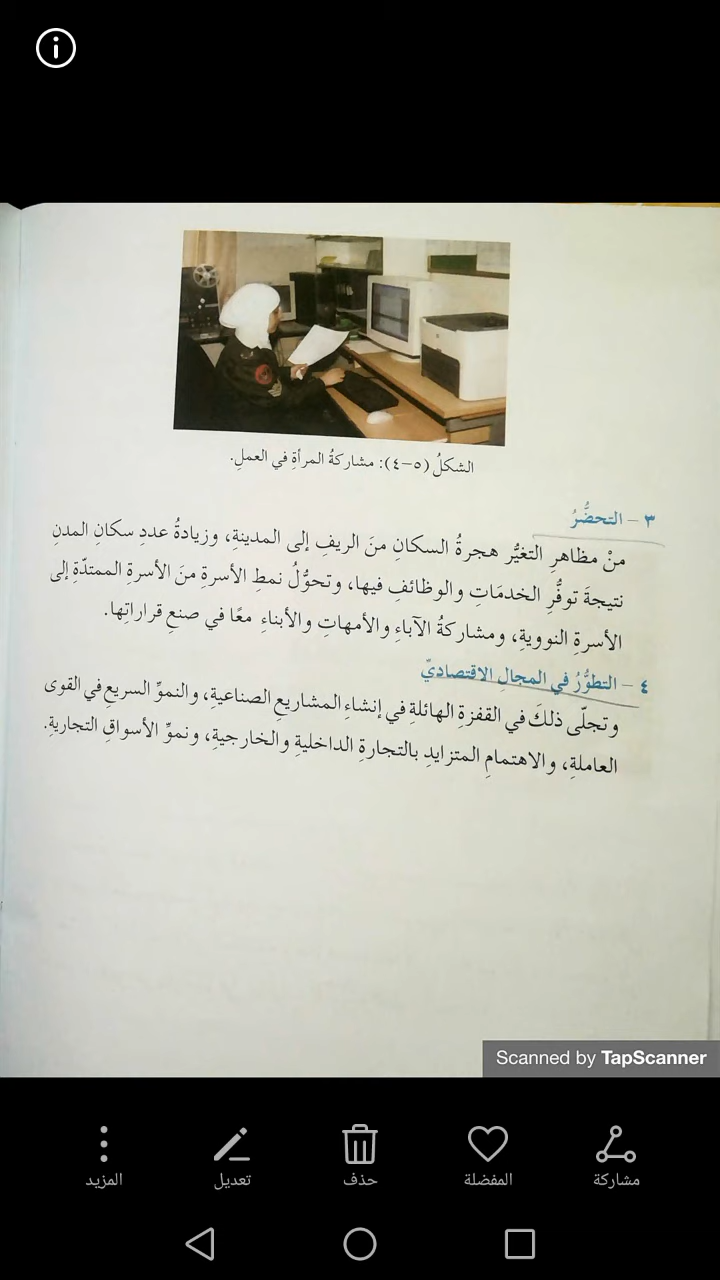 الشكلُ (٥-٤): مشاركةُ المرأةِ في العملِ.
٣ - التحضُّرُ
منْ مظاهرِ التغيُّر هجرةُ السكانِ منَ الريفِ إلى المدينةِ، وزيادةُ عددِ سكانِ المدنِ
نتيجةَ توفُّرِ الخدمَاتِ والوظائفِ فيها، وتحوُّلُ نمطِ الأسرةِ منَ الأسرةِ الممتدّةِ إلى
الأسرةِ النوويةِ، ومشاركةُ الآباءِ والأمهاتِ والأبناءِ معًا في صنعِ قراراتِها.
٤ - التطوُّرُ في المجالِ الاقتصاديّ
وتجلّى ذلكَ في القفزةِ الهائلةِ في إنشاءِ المشاريعِ الصناعيةِ، والنموِّ السريعِ في القوى
العاملةِ، والاهتمامِ المتزايدِ بالتجارةِ الداخليةِ والخارجيةِ، ونموِّ الأسواقِ التجاريةِ.
Scanned by TapScanner
مشاركة
المفضلة
حذف
تعديل
المزيد